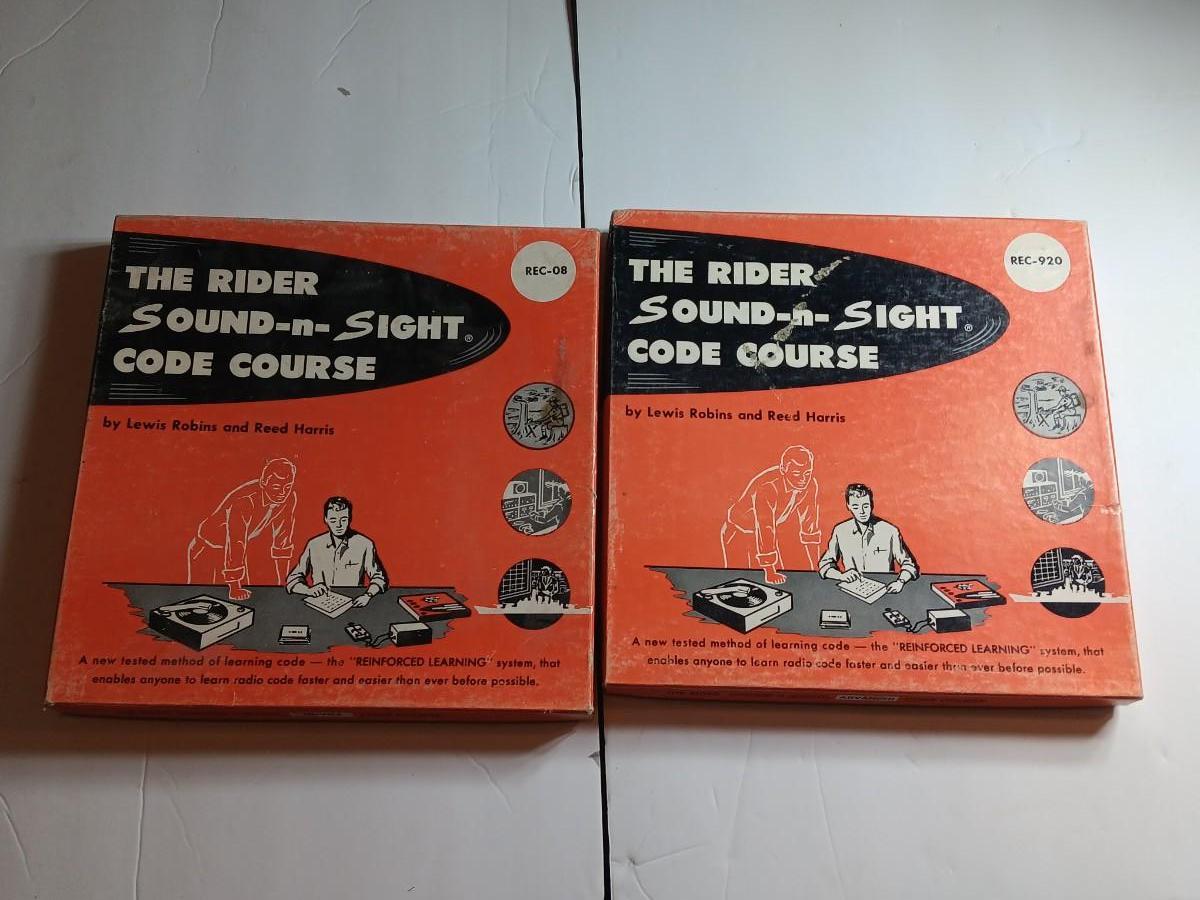 THE RIDER
SOUND-n-SIGHT®
CODE COURSE
REC-08
by Lewis Robins and Reed Harris
A new tested method of learning code — the "REINFORCED LEARNING" system, that
enables anyone to learn radio code faster and easier than ever before possible.
THE RIDER
SOUND-n-SIGHT®
CODE COURSE
REC-920
by Lewis Robins and Reed Harris
A new tested method of learning code — the "REINFORCED LEARNING" system, that
enables anyone to learn radio code faster and easier than ever before possible.
ADVANCED